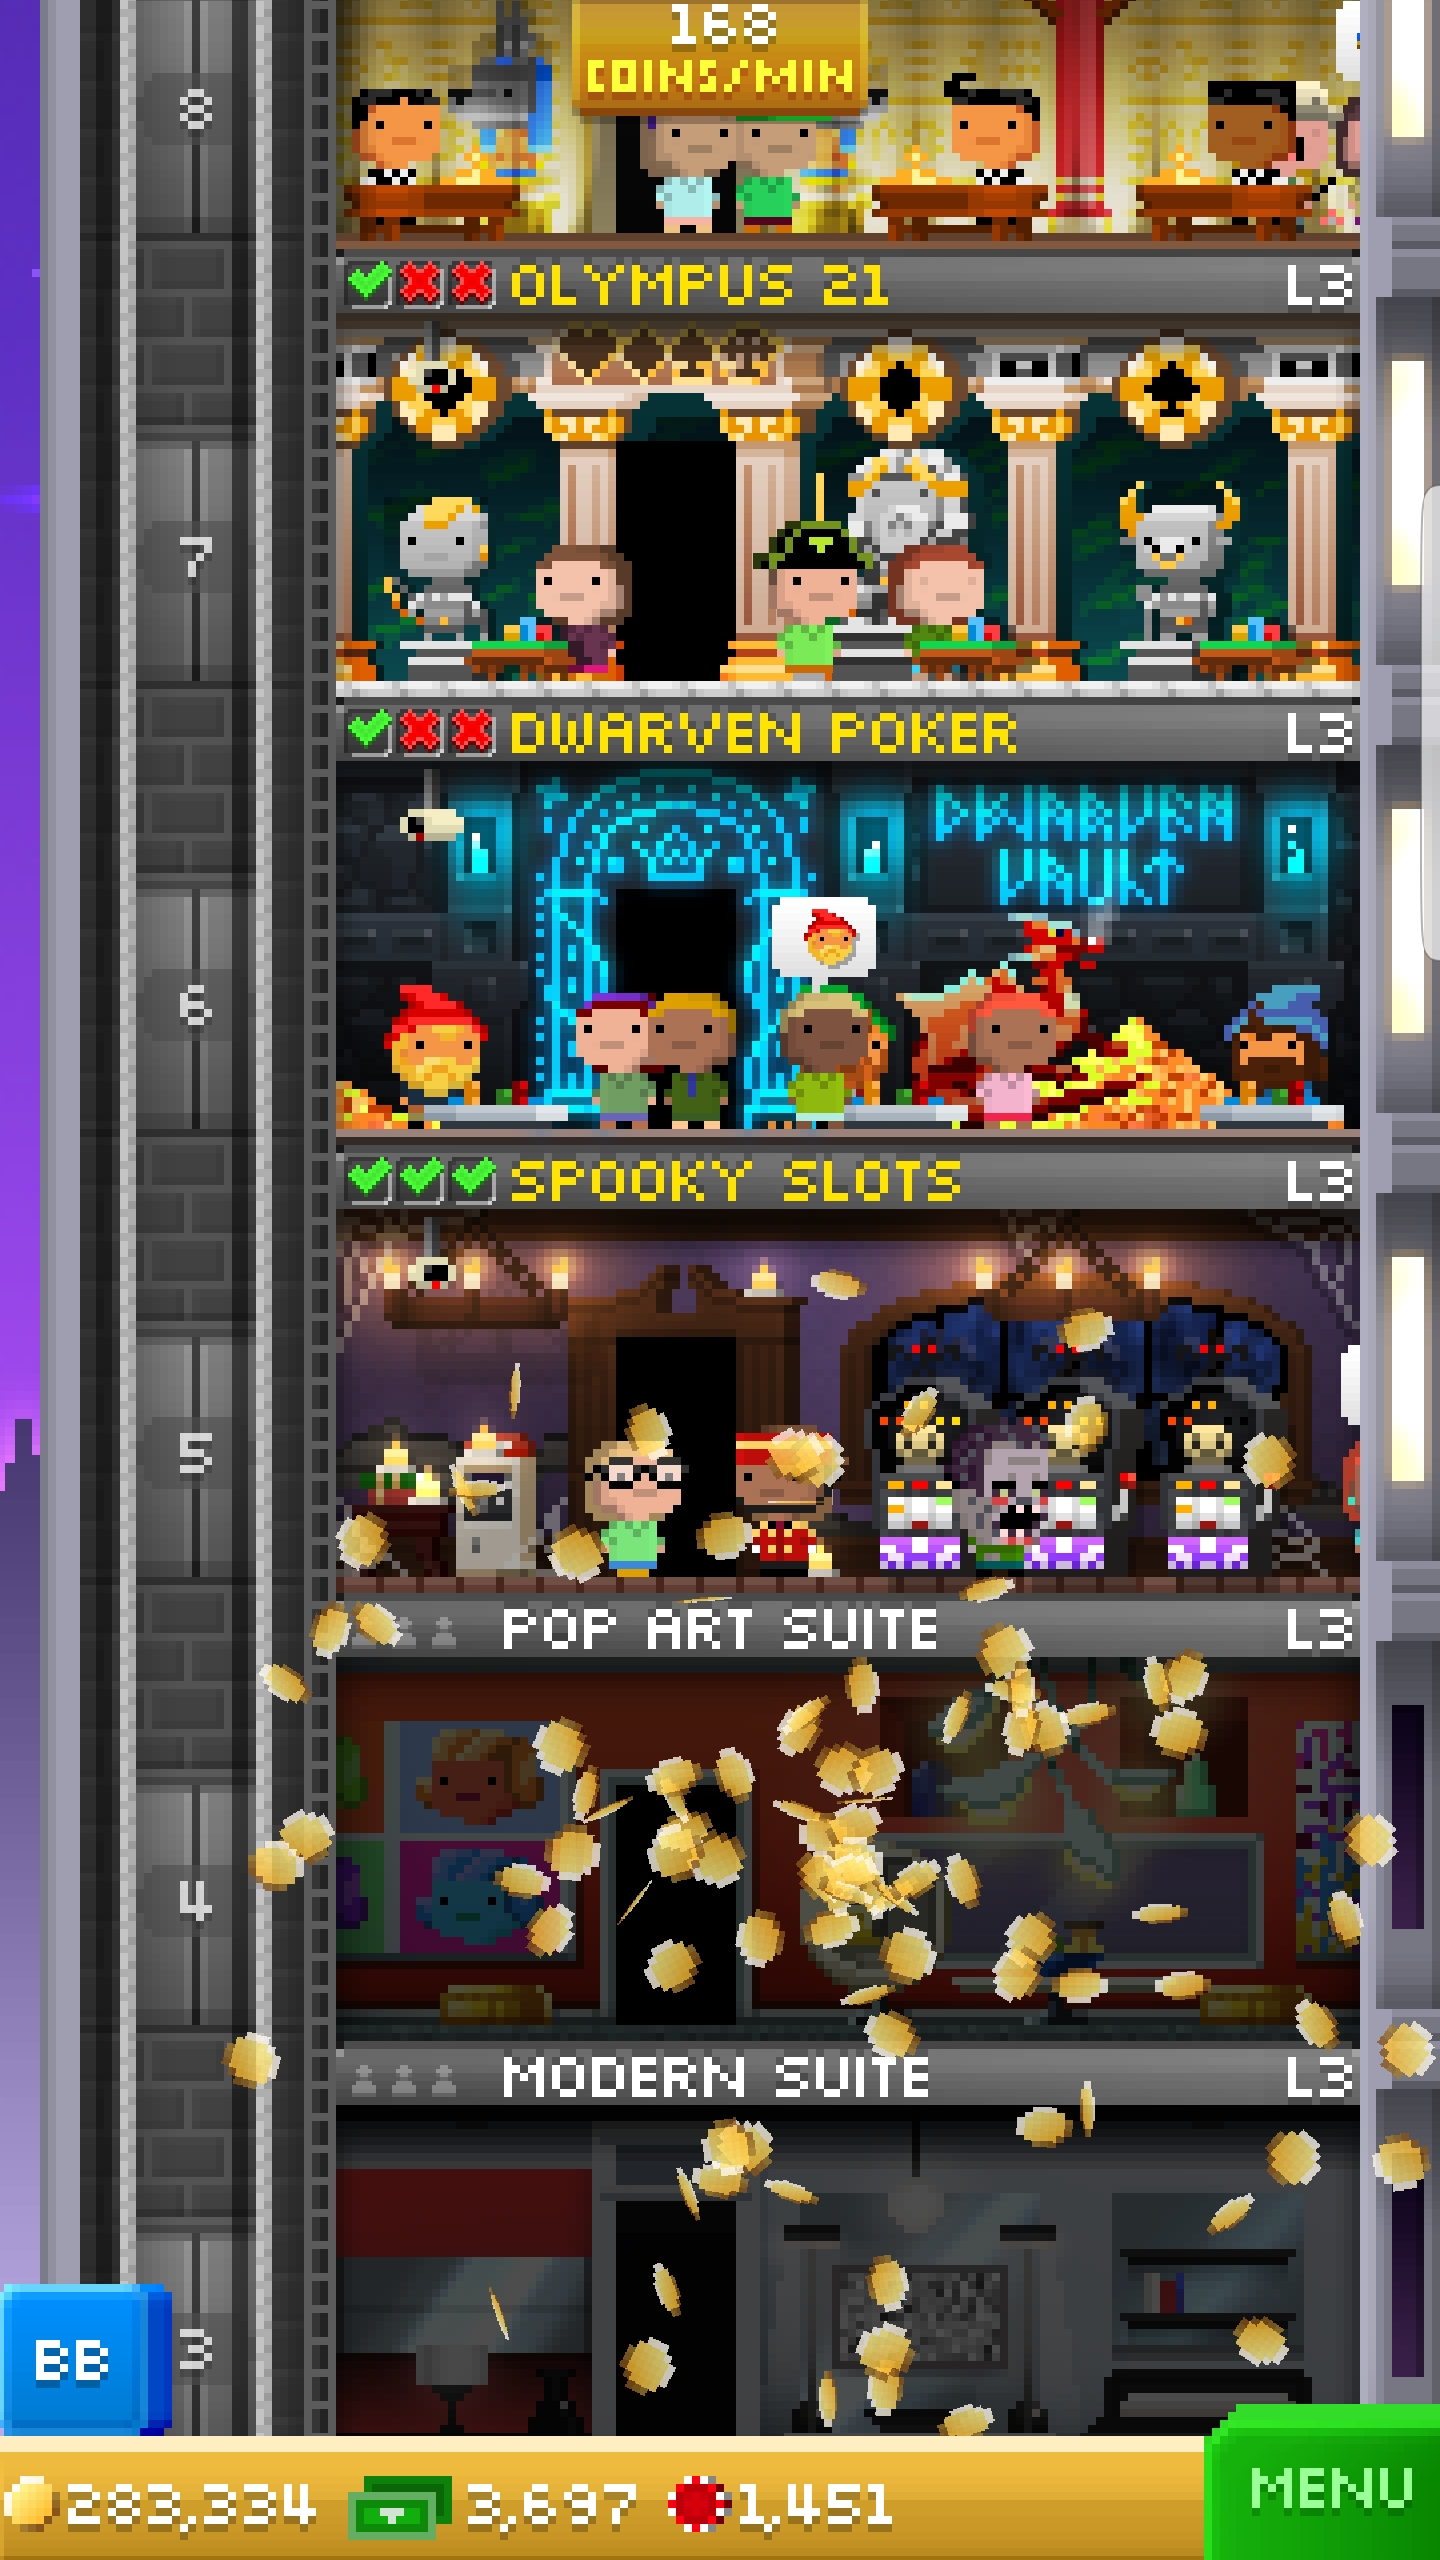 168
COINS/MIN
8
OLYMPUS 21 L3
7
DWARVEN POKER L3
DWARVEN
VAULT
6
SPOOKY SLOTS L3
5
POP ART SUITE L3
4
MODERN SUITE L3
3
BB
283,334 3,697 1,451
MENU